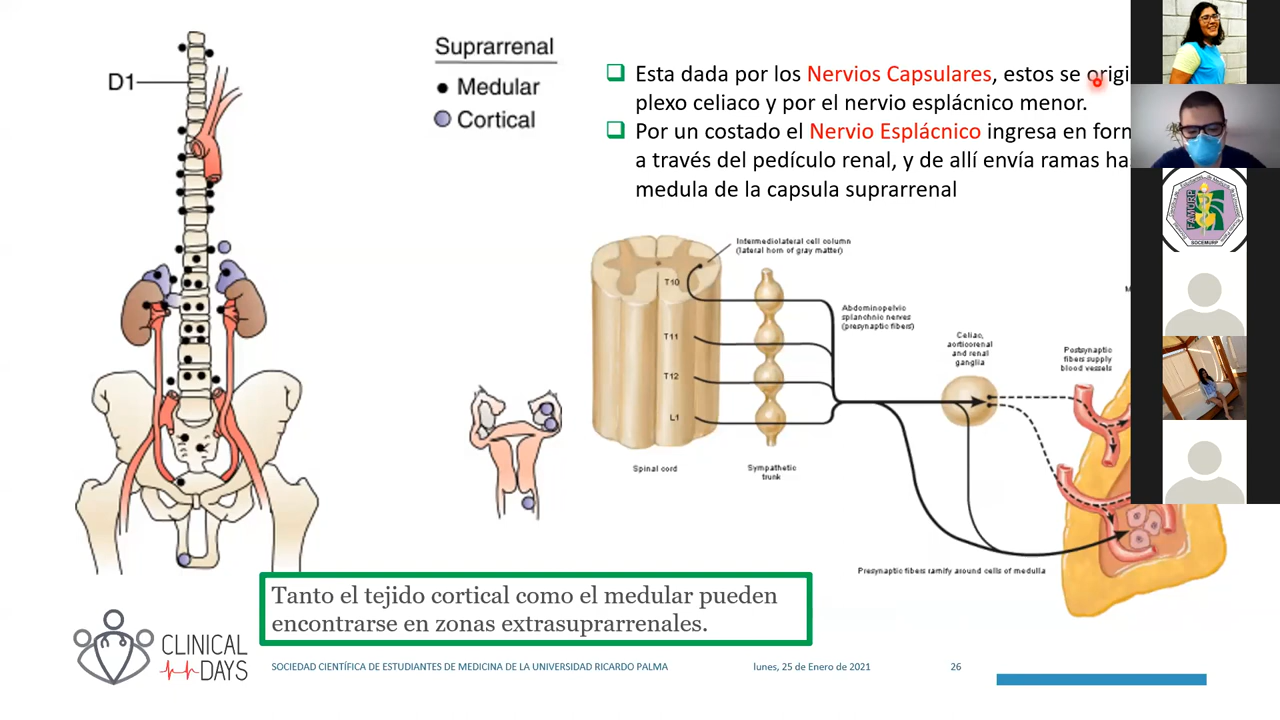 Suprarrenal
Medular
Cortical
D1
Esta dada por los Nervios Capsulares, estos se
plexo celiaco y por el nervio esplácnico menor.
Por un costado el Nervio Esplácnico ingresa en
a través del pedículo renal, y de allí envía ramas
medula de la capsula suprarrenal
Intermediolateral cell column
(lateral horn of gray matter)
T10
T11
T12
L1
Spinal cord
Sympathetic
trunk
Abdominopelvic
splanchnic nerves
(presynaptic fibers)
Celiac,
aorticorenal
and renal
ganglia
Postsynaptic
fibers supply
blood vessels
Presynaptic fibers ramify around cells of medulla
Tanto el tejido cortical como el medular pueden
encontrarse en zonas extrasuprarrenales.
CLINICAL
DAYS
SOCIEDAD CIENTÍFICA DE ESTUDIANTES DE MEDICINA DE LA UNIVERSIDAD RICARDO PALMA
lunes, 25 de Enero de 2021
26
FAMURP
SOCEMURP